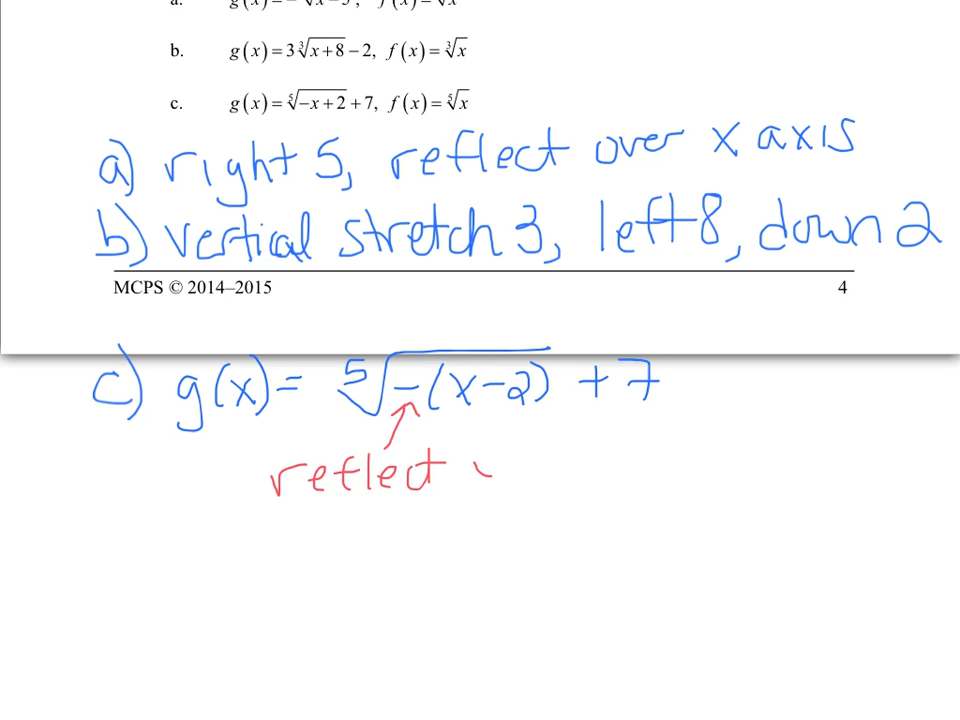 b. g(x)=3∛x+8−2, f(x)=∛x
c. g(x)=⁵√−x+2+7, f(x)=⁵√x
a) right 5, reflect over x axis
b) vertical stretch 3, left 8, down 2
MCPS © 2014–2015 4
c) g(x)= ⁵√−(x−2) +7
reflect